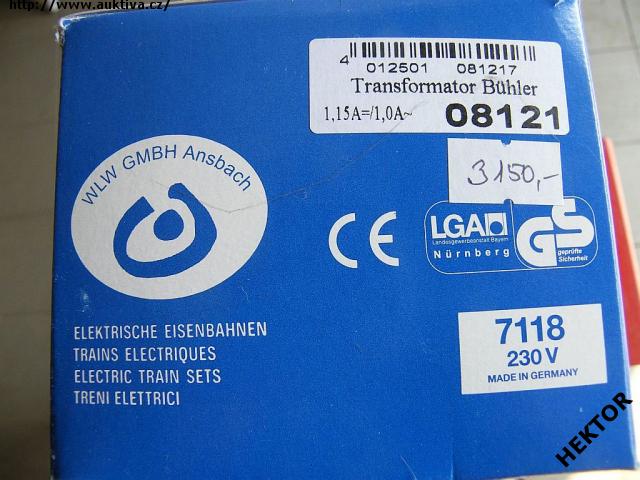 http://www.auktiva.cz/
4 012501 081217
Transformator Bühler
1,15A=/1,0A~ 08121
3150,-
WLW GMBH Ansbach
CE
LGA
Landesgewerbeanstalt Bayern
Nürnberg
GS
geprüfte
Sicherheit
ELEKTRISCHE EISENBAHNEN
TRAINS ELECTRIQUES
ELECTRIC TRAIN SETS
TRENI ELETTRICI
7118
230 V
MADE IN GERMANY
HEKTOR